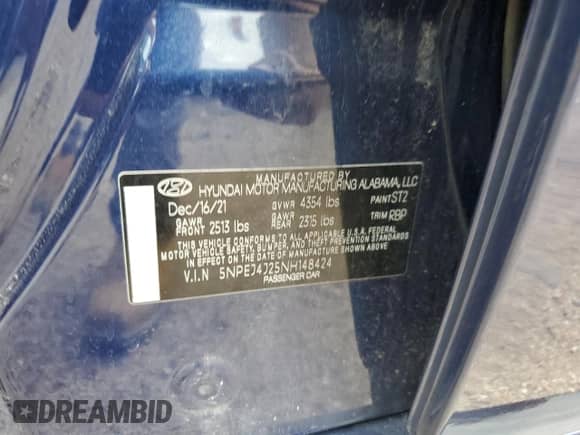 MANUFACTURED BY
HYUNDAI MOTOR MANUFACTURING ALABAMA, LLC
Dec/16/21 GVWR 4354 lbs PAINT ST2
GAWR FRONT 2513 lbs GAWR REAR 2315 lbs TRIM RBP
THIS VEHICLE CONFORMS TO ALL APPLICABLE U.S.A. FEDERAL
MOTOR VEHICLE SAFETY, BUMPER, AND THEFT PREVENTION STANDARDS
IN EFFECT ON THE DATE OF MANUFACTURE SHOWN ABOVE.
V.I.N 5NPEJ4J25NH148424
PASSENGER CAR
DREAMBID